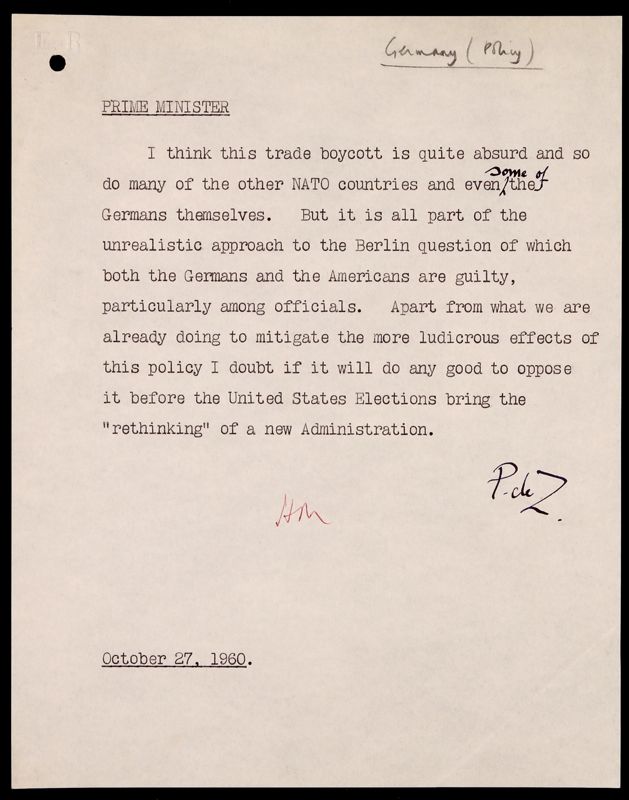 E R
Germany (Policy)
PRIME MINISTER
I think this trade boycott is quite absurd and so
some of
do many of the other NATO countries and even/the
Germans themselves. But it is all part of the
unrealistic approach to the Berlin question of which
both the Germans and the Americans are guilty,
particularly among officials. Apart from what we are
already doing to mitigate the more ludicrous effects of
this policy I doubt if it will do any good to oppose
it before the United States Elections bring the
"rethinking" of a new Administration.
P. de Z.
HM
October 27, 1960.